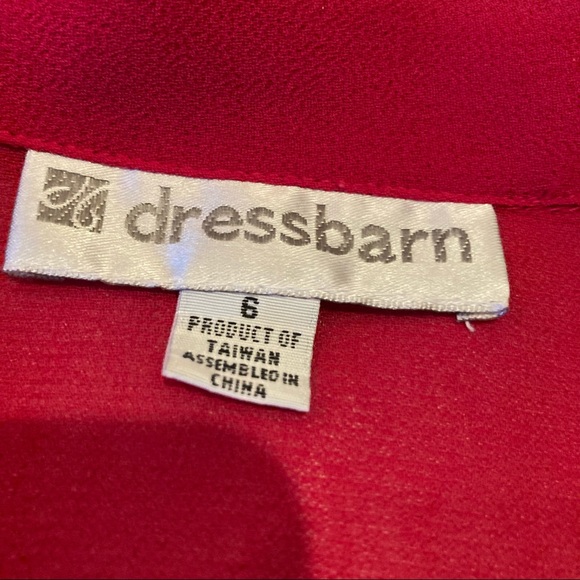 dressbarn
6
PRODUCT OF
TAIWAN
ASSEMBLED IN
CHINA